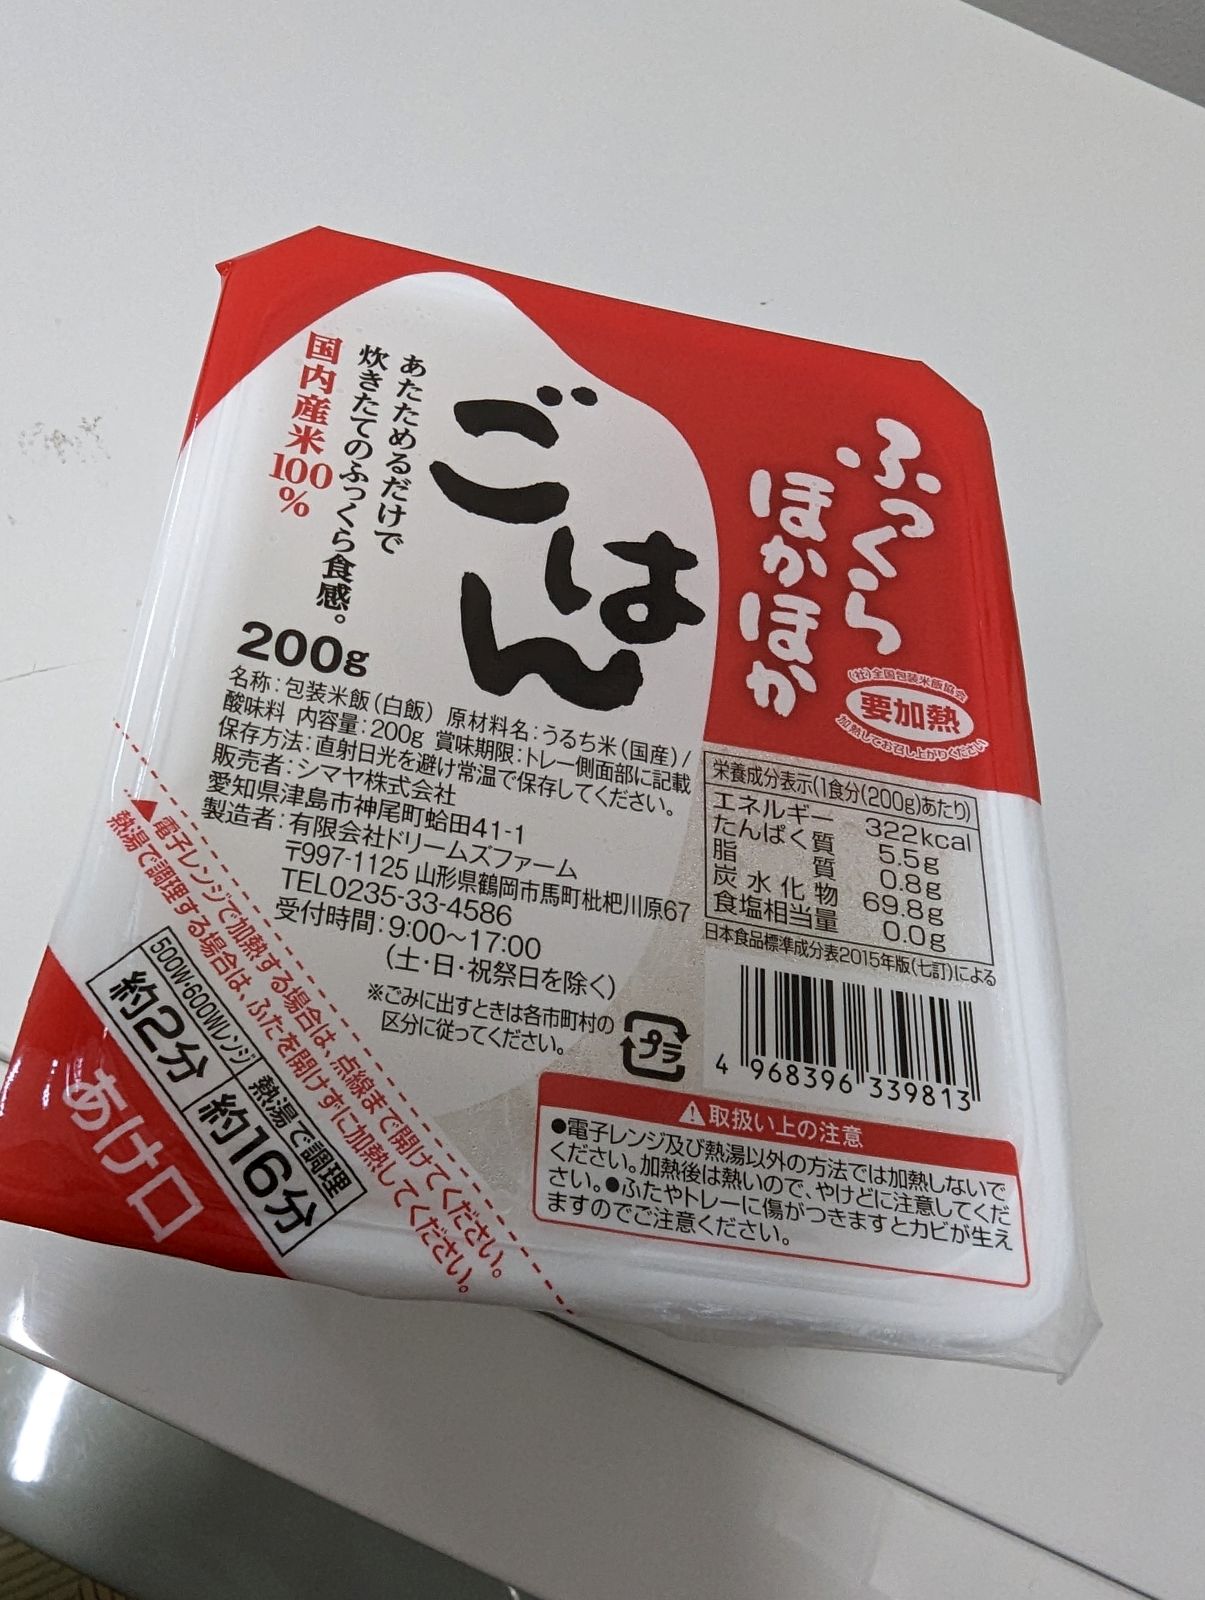 ふっくら
ほかほか
ごはん
あたためるだけで
炊きたてのふっくら食感。
国内産米100%
200g
(社)全国包装米飯協会
要加熱
加熱してお召し上がりください
名称:包装米飯(白飯) 原材料名:うるち米(国産)/
酸味料 内容量:200g 賞味期限:トレー側面部に記載
保存方法:直射日光を避け常温で保存してください。
販売者:シマヤ株式会社
愛知県津島市神尾町蛤田41-1
製造者:有限会社ドリームズファーム
〒997-1125 山形県鶴岡市馬町枇杷川原67
TEL0235-33-4586
受付時間:9:00〜17:00
(土・日・祝祭日を除く)
※ごみに出すときは各市町村の
区分に従ってください。
プラ
栄養成分表示(1食分(200g)あたり)
エネルギー 322kcal
たんぱく質 5.5g
脂質 0.8g
炭水化物 69.8g
食塩相当量 0.0g
日本食品標準成分表2015年版(七訂)による
4 968396 339813
⚠取扱い上の注意
●電子レンジ及び熱湯以外の方法では加熱しないで
ください。加熱後は熱いので、やけどに注意してくだ
さい。●ふたやトレーに傷がつきますとカビが生え
ますのでご注意ください。
▲電子レンジで加熱する場合は、点線まで開けてください。
熱湯で調理する場合は、ふたを開けずに加熱してください。
500W・600Wレンジ
約2分
熱湯で調理
約16分
あけ口